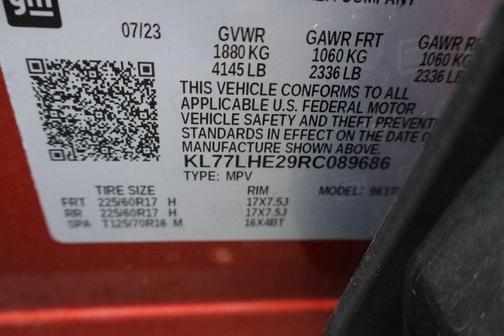 gm
COMPANY
07/23 GVWR GAWR FRT GAWR
1880 KG 1060 KG 1060 KG
4145 LB 2336 LB 2336 LB
THIS VEHICLE CONFORMS TO ALL
APPLICABLE U.S. FEDERAL MOTOR
VEHICLE SAFETY AND THEFT
STANDARDS IN EFFECT ON THE DATE
MANUFACTURE SHOWN ABOVE.
KL77LHE29RC089686
TYPE: MPV
TIRE SIZE RIM MODEL:
FRT 225/60R17 H 17X7.5J
RR 225/60R17 H 17X7.5J
SPA T125/70R16 M 16X4BT